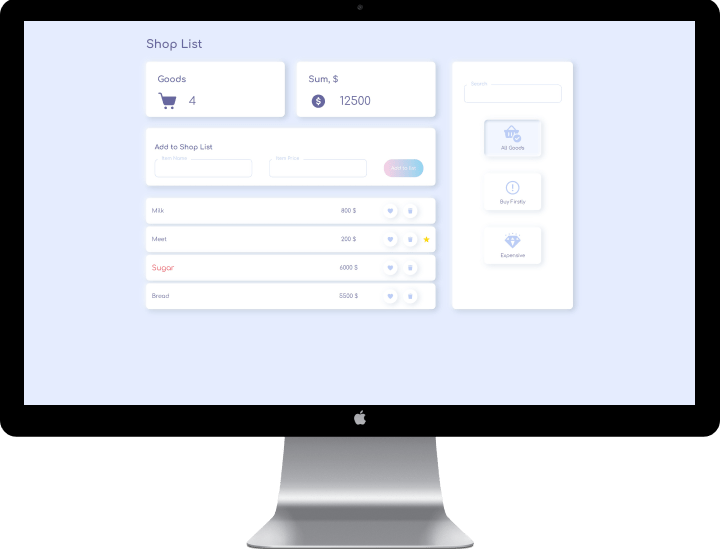 Shop List
Goods
4
Sum, $
12500
Add to Shop List
Item Name
Item Price
Add to list
Milk
800 $
Meet
200 $
Sugar
6000 $
Bread
5500 $
Search
All Goods
Buy Firstly
Expensive